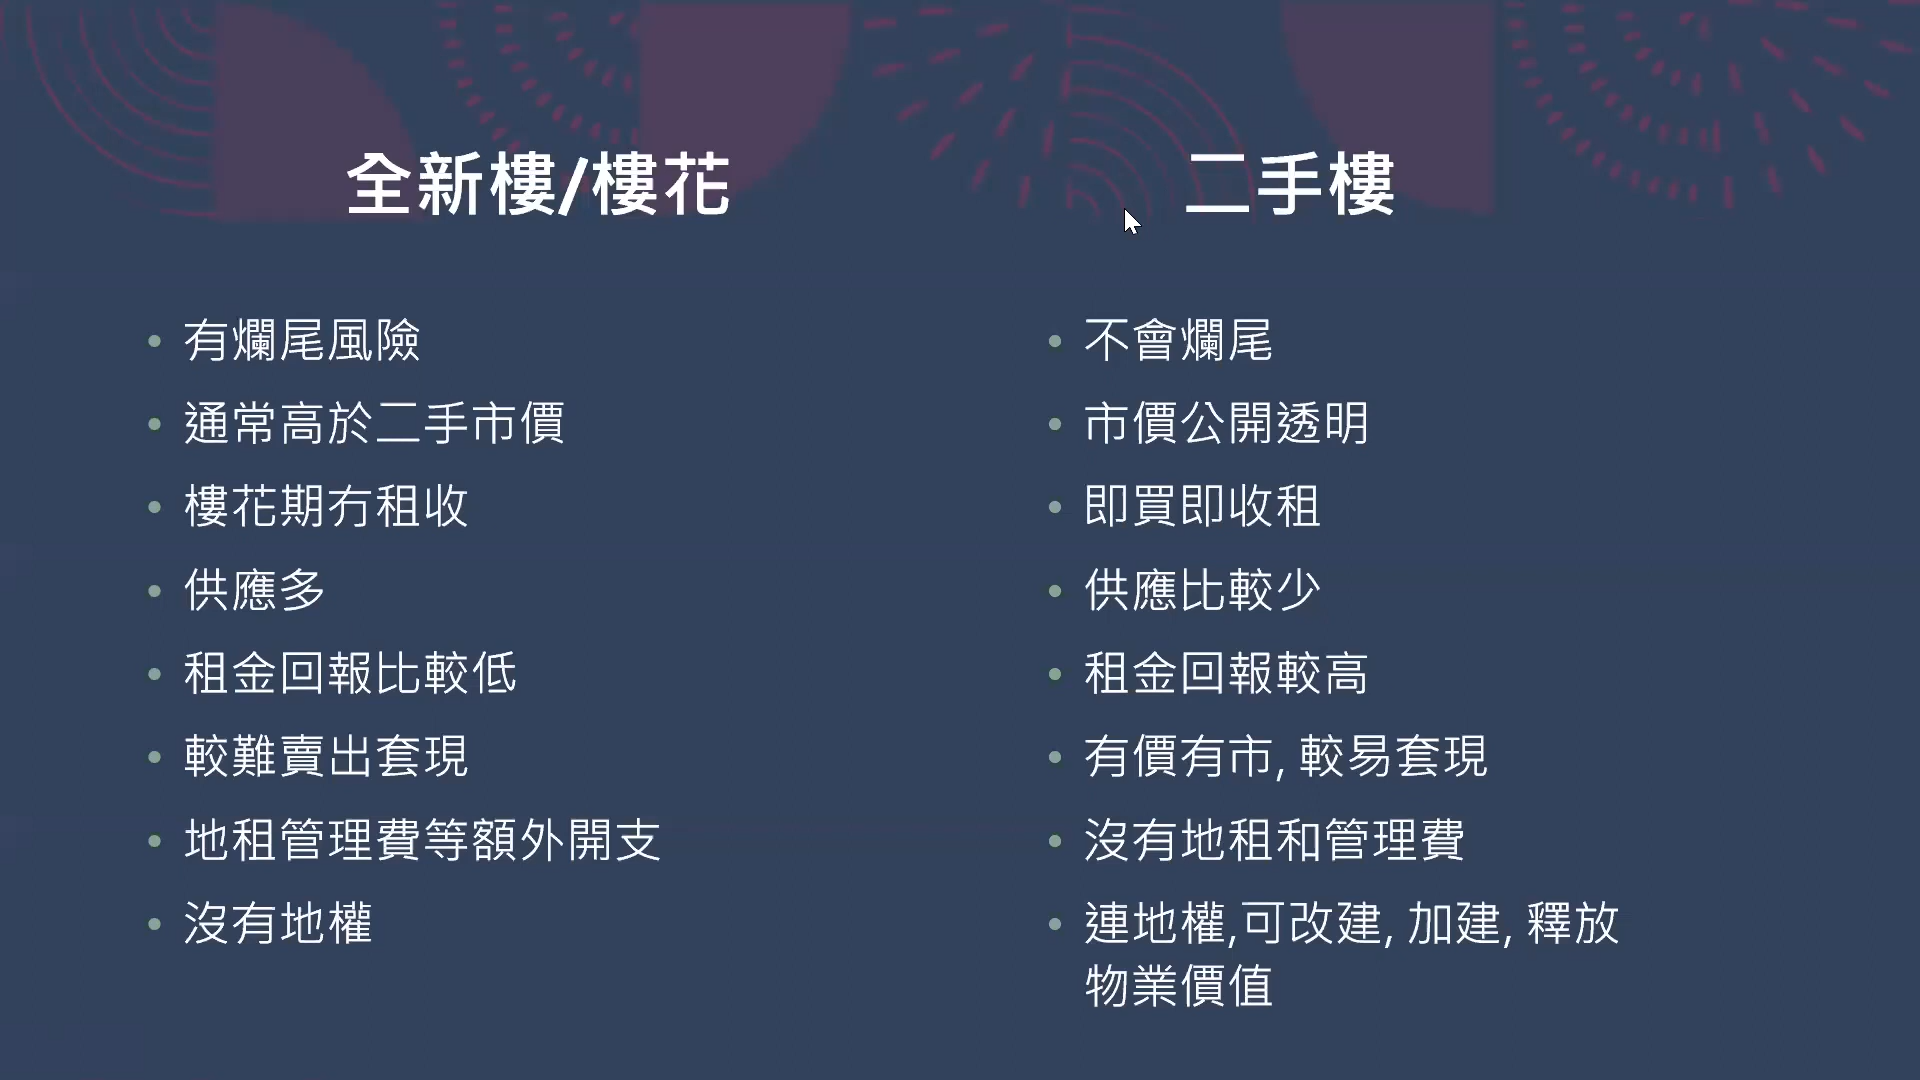 全新樓/樓花
有爛尾風險
通常高於二手市價
樓花期冇租收
供應多
租金回報比較低
較難賣出套現
地租管理費等額外開支
沒有地權
二手樓
不會爛尾
市價公開透明
即買即收租
供應比較少
租金回報較高
有價有市, 較易套現
沒有地租和管理費
連地權,可改建, 加建, 釋放
物業價值